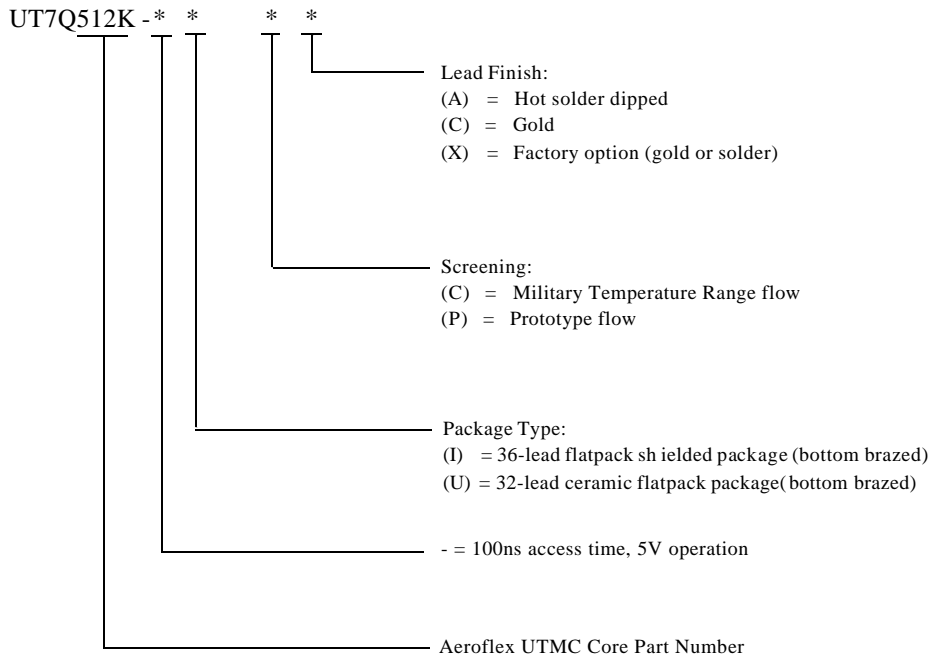 UT7Q512K -* * * *
Lead Finish:
(A) = Hot solder dipped
(C) = Gold
(X) = Factory option (gold or solder)
Screening:
(C) = Military Temperature Range flow
(P) = Prototype flow
Package Type:
(I) = 36-lead flatpack sh ielded package (bottom brazed)
(U) = 32-lead ceramic flatpack package( bottom brazed)
- = 100ns access time, 5V operation
Aeroflex UTMC Core Part Number